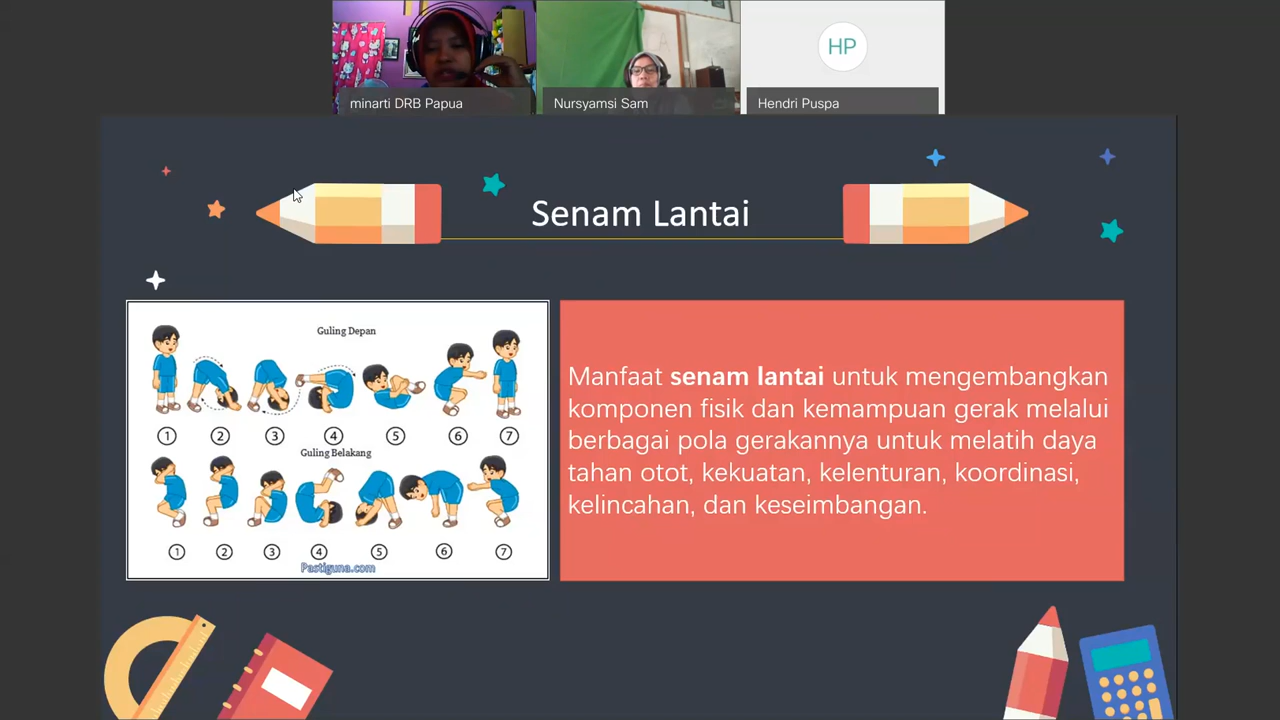 HP
minarti DRB Papua
Nursyamsi Sam
Hendri Puspa
Senam Lantai
Guling Depan
1 2 3 4 5 6 7
Guling Belakang
1 2 3 4 5 6 7
Pastiguna.com
Manfaat senam lantai untuk mengembangkan
komponen fisik dan kemampuan gerak melalui
berbagai pola gerakannya untuk melatih daya
tahan otot, kekuatan, kelenturan, koordinasi,
kelincahan, dan keseimbangan.